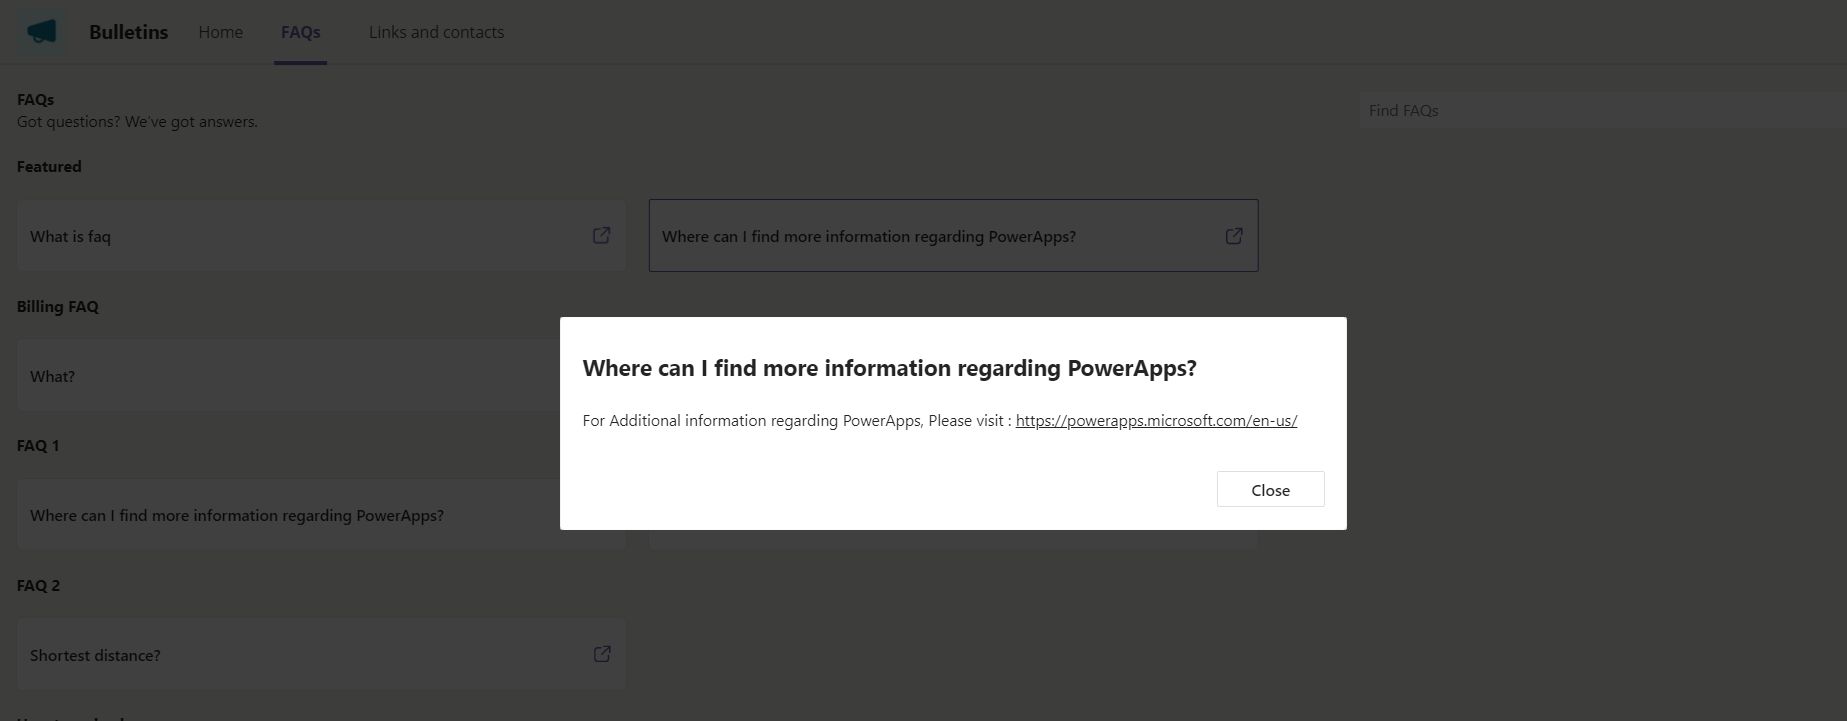 Bulletins
Home
FAQs
Links and contacts
FAQs
Got questions? We've got answers.
Find FAQs
Featured
What is faq
Where can I find more information regarding PowerApps?
Billing FAQ
What?
Where can I find more information regarding PowerApps?
For Additional information regarding PowerApps, Please visit : https://powerapps.microsoft.com/en-us/
Close
FAQ 1
Where can I find more information regarding PowerApps?
FAQ 2
Shortest distance?